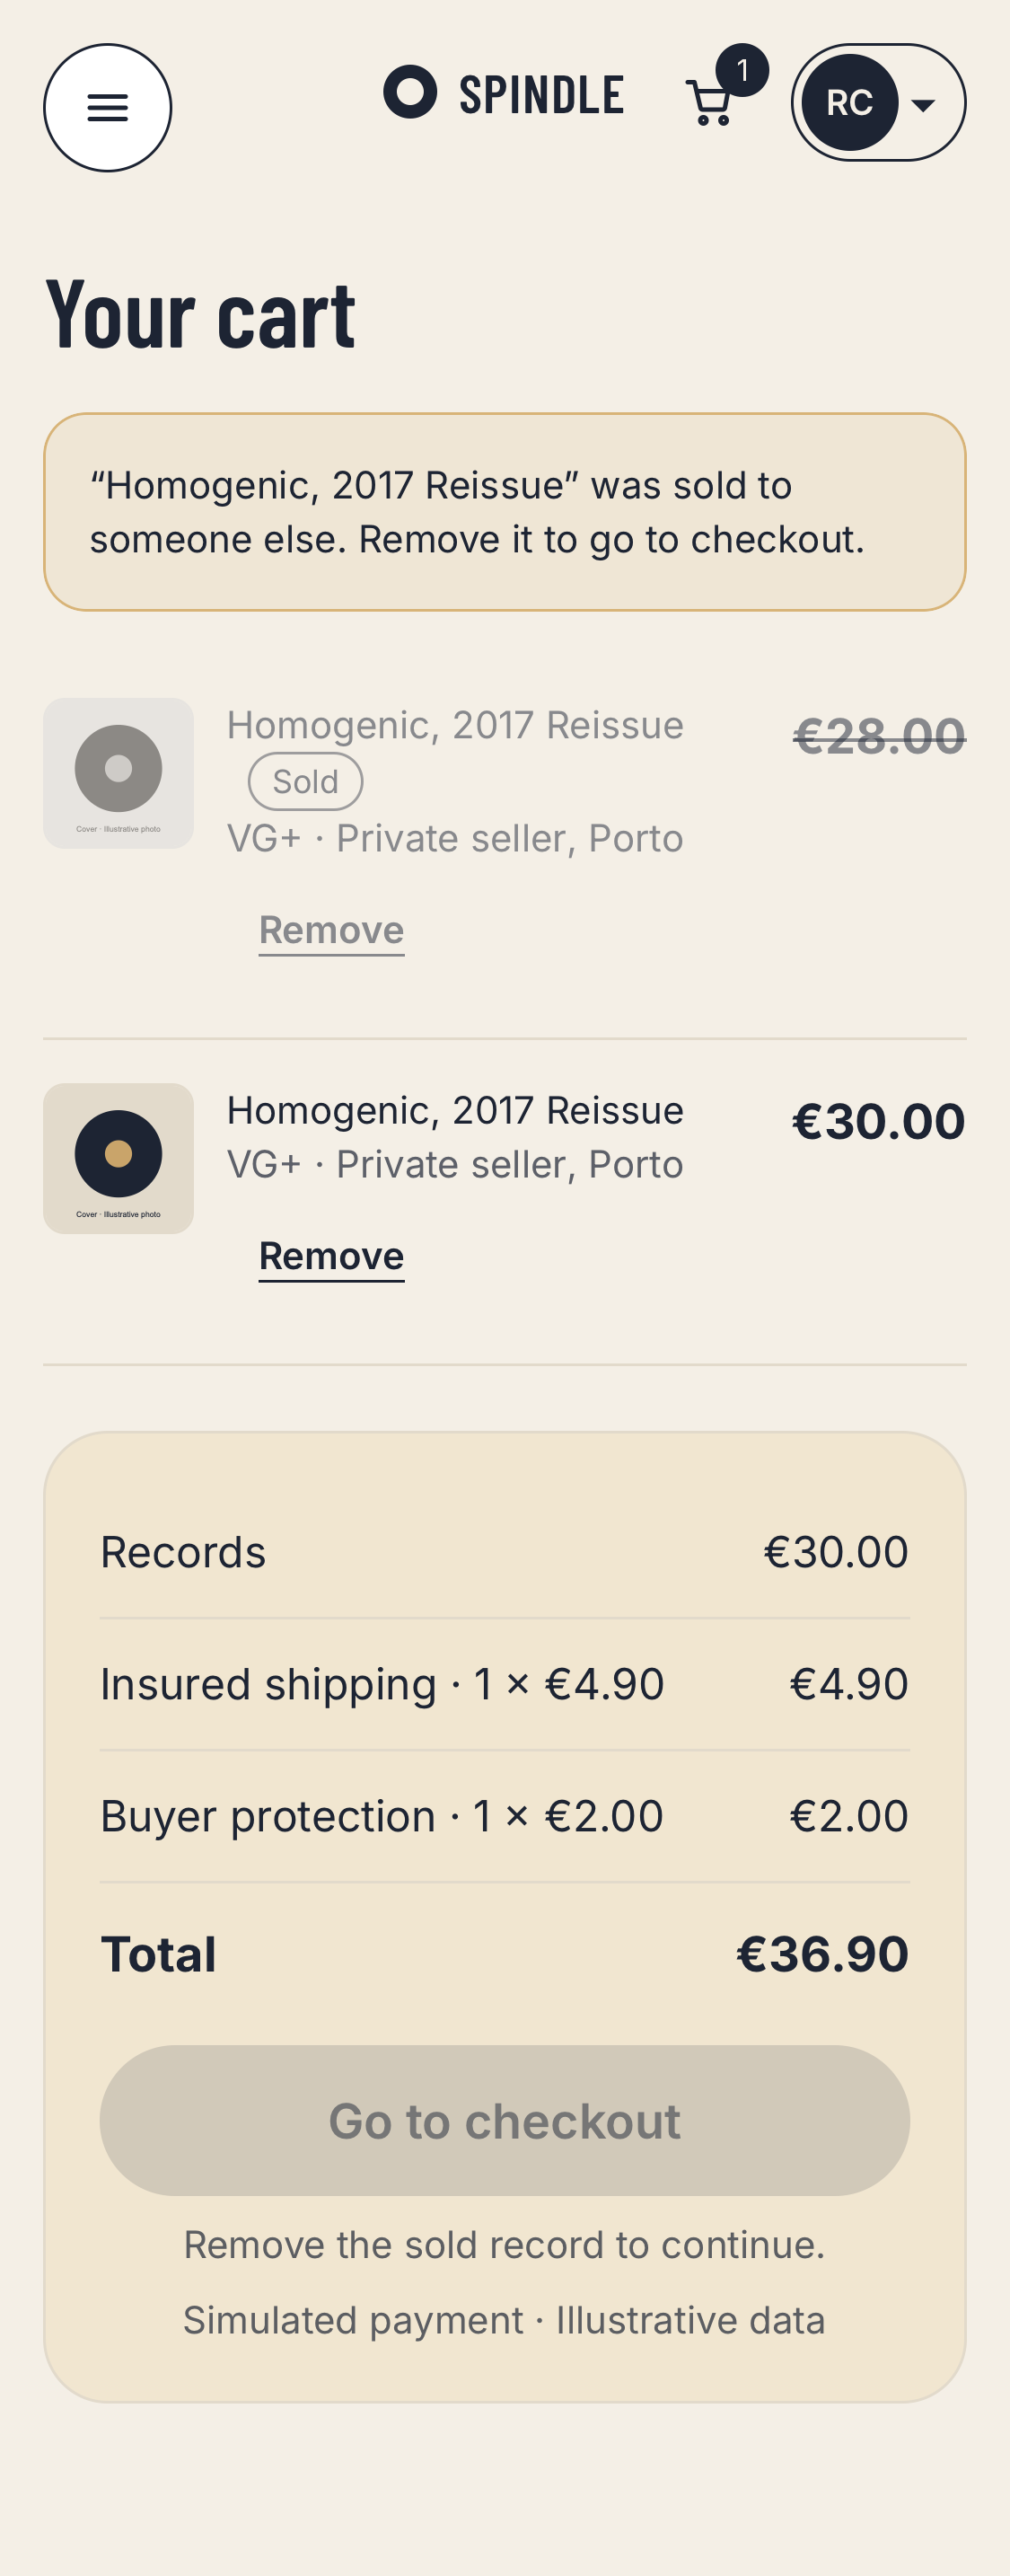 SPINDLE
1
RC
Your cart
“Homogenic, 2017 Reissue” was sold to
someone else. Remove it to go to checkout.
Homogenic, 2017 Reissue
€28.00
Sold
VG+ · Private seller, Porto
Cover · Illustrative photo
Remove
Homogenic, 2017 Reissue
€30.00
VG+ · Private seller, Porto
Cover · Illustrative photo
Remove
Records €30.00
Insured shipping · 1 × €4.90 €4.90
Buyer protection · 1 × €2.00 €2.00
Total €36.90
Go to checkout
Remove the sold record to continue.
Simulated payment · Illustrative data